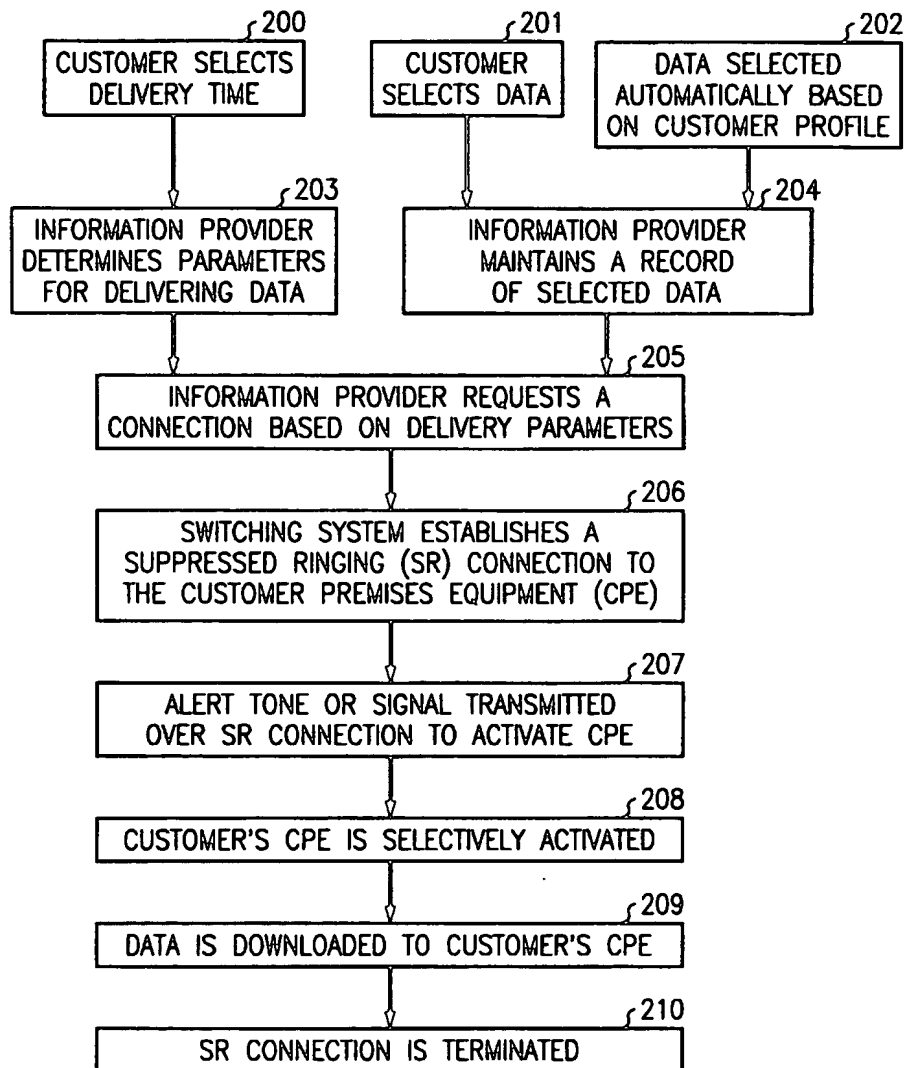 200
CUSTOMER SELECTS
DELIVERY TIME
201
CUSTOMER
SELECTS DATA
202
DATA SELECTED
AUTOMATICALLY BASED
ON CUSTOMER PROFILE
203
INFORMATION PROVIDER
DETERMINES PARAMETERS
FOR DELIVERING DATA
204
INFORMATION PROVIDER
MAINTAINS A RECORD
OF SELECTED DATA
205
INFORMATION PROVIDER REQUESTS A
CONNECTION BASED ON DELIVERY PARAMETERS
206
SWITCHING SYSTEM ESTABLISHES A
SUPPRESSED RINGING (SR) CONNECTION TO
THE CUSTOMER PREMISES EQUIPMENT (CPE)
207
ALERT TONE OR SIGNAL TRANSMITTED
OVER SR CONNECTION TO ACTIVATE CPE
208
CUSTOMER'S CPE IS SELECTIVELY ACTIVATED
209
DATA IS DOWNLOADED TO CUSTOMER'S CPE
210
SR CONNECTION IS TERMINATED